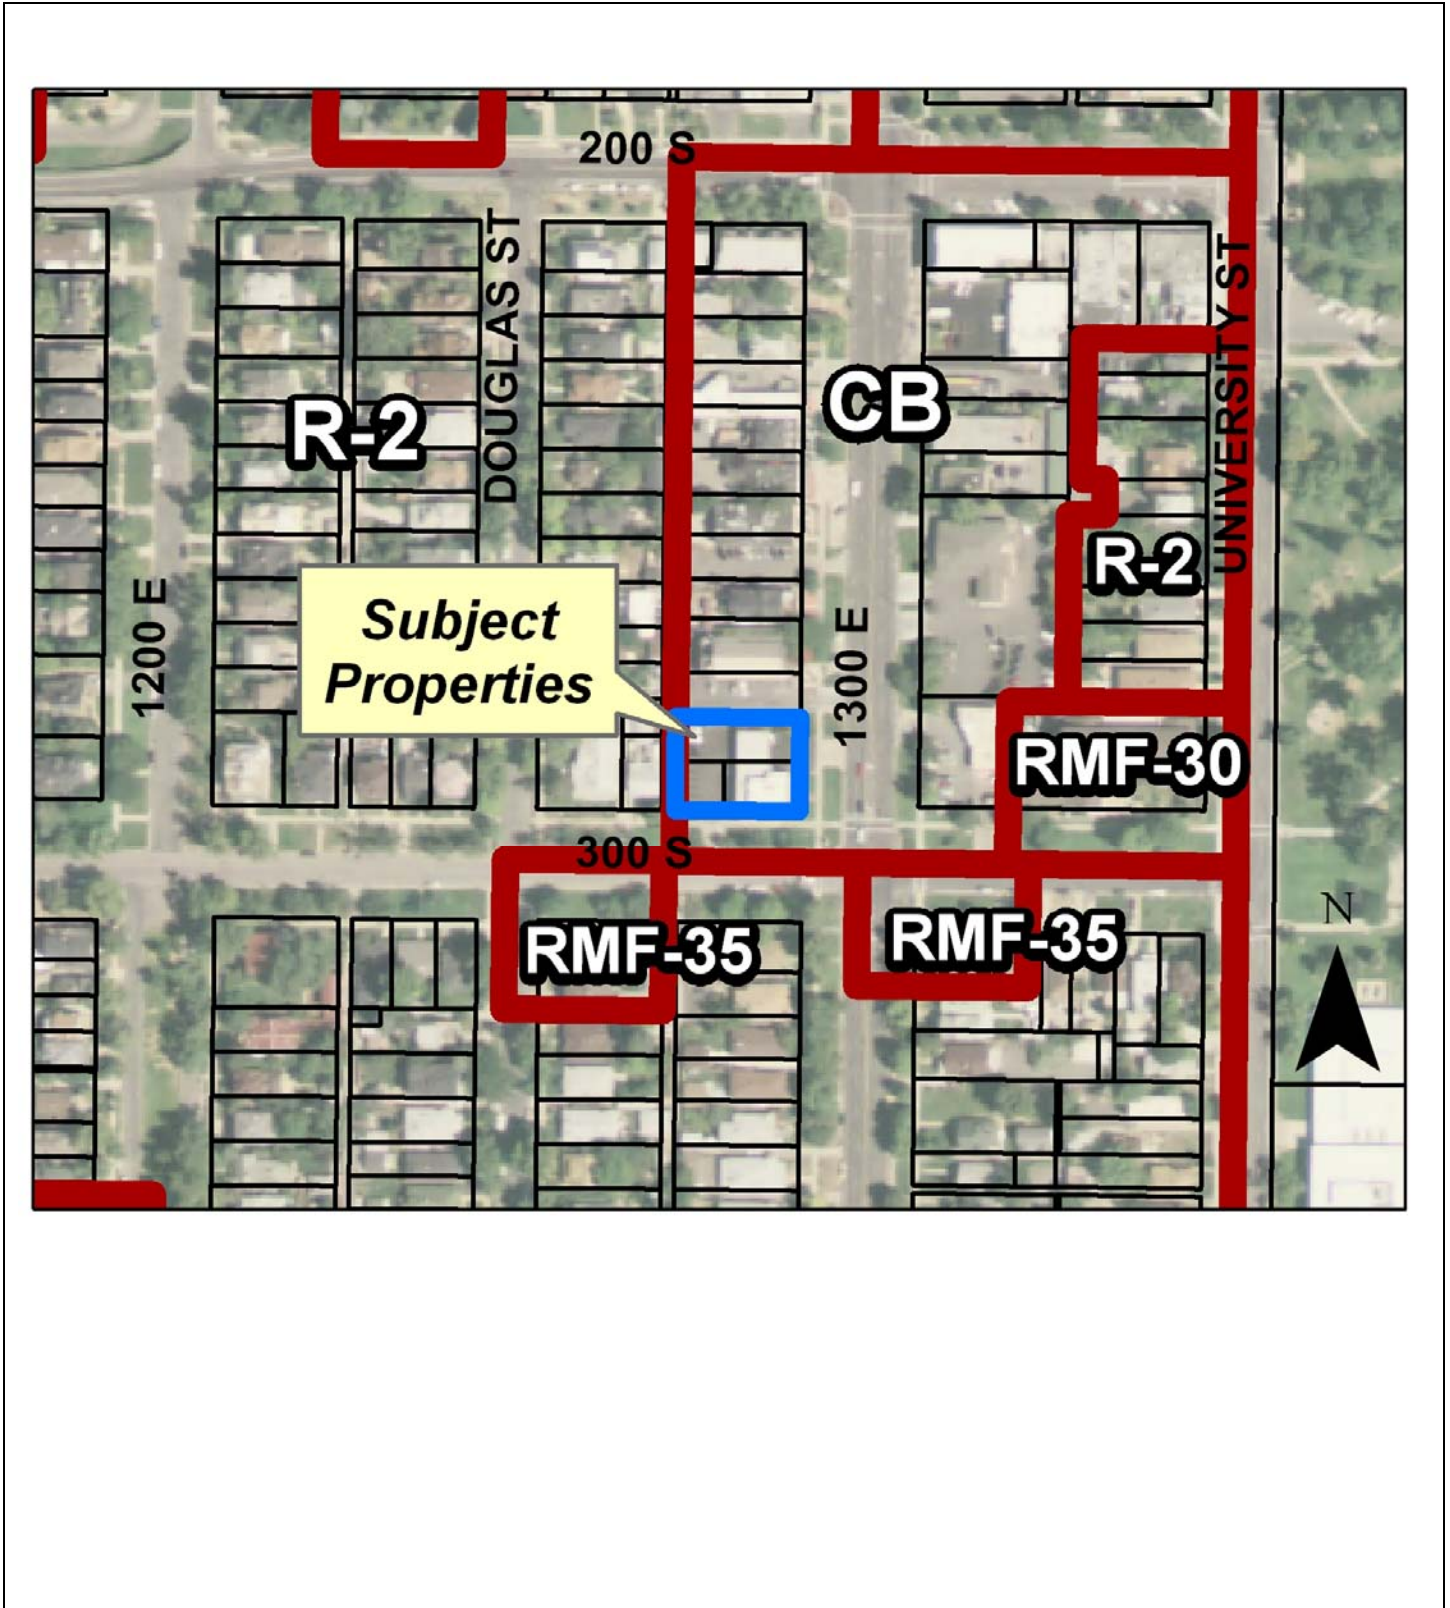 200 S
DOUGLAS ST
UNIVERSITY ST
CB
R-2
R-2
1200 E
Subject
Properties
1300 E
RMF-30
300 S
RMF-35
RMF-35
N